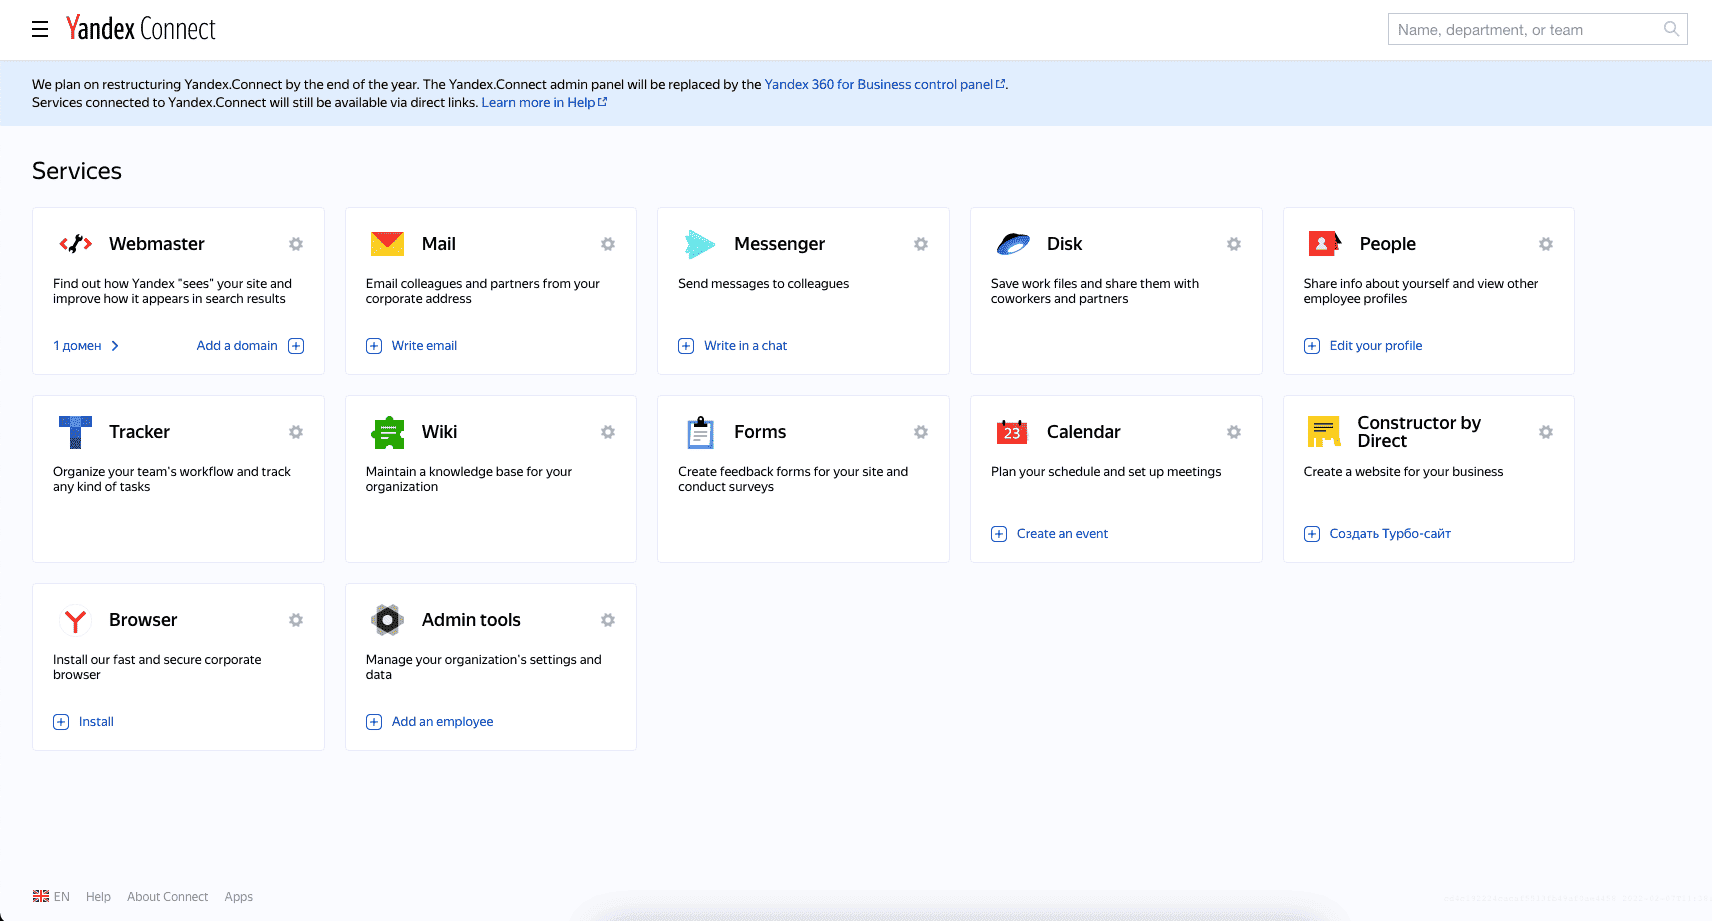 Yandex Connect
Name, department, or team
We plan on restructuring Yandex.Connect by the end of the year. The Yandex.Connect admin panel will be replaced by the Yandex 360 for Business control panel.
Services connected to Yandex.Connect will still be available via direct links. Learn more in Help
Services
Webmaster
Find out how Yandex "sees" your site and
improve how it appears in search results
1 домен
Add a domain
Mail
Email colleagues and partners from your
corporate address
Write email
Messenger
Send messages to colleagues
Write in a chat
Disk
Save work files and share them with
coworkers and partners
People
Share info about yourself and view other
employee profiles
Edit your profile
Tracker
Organize your team's workflow and track
any kind of tasks
Wiki
Maintain a knowledge base for your
organization
Forms
Create feedback forms for your site and
conduct surveys
23
Calendar
Plan your schedule and set up meetings
Create an event
Constructor by
Direct
Create a website for your business
Создать Турбо-сайт
Browser
Install our fast and secure corporate
browser
Install
Admin tools
Manage your organization's settings and
data
Add an employee
EN
Help
About Connect
Apps